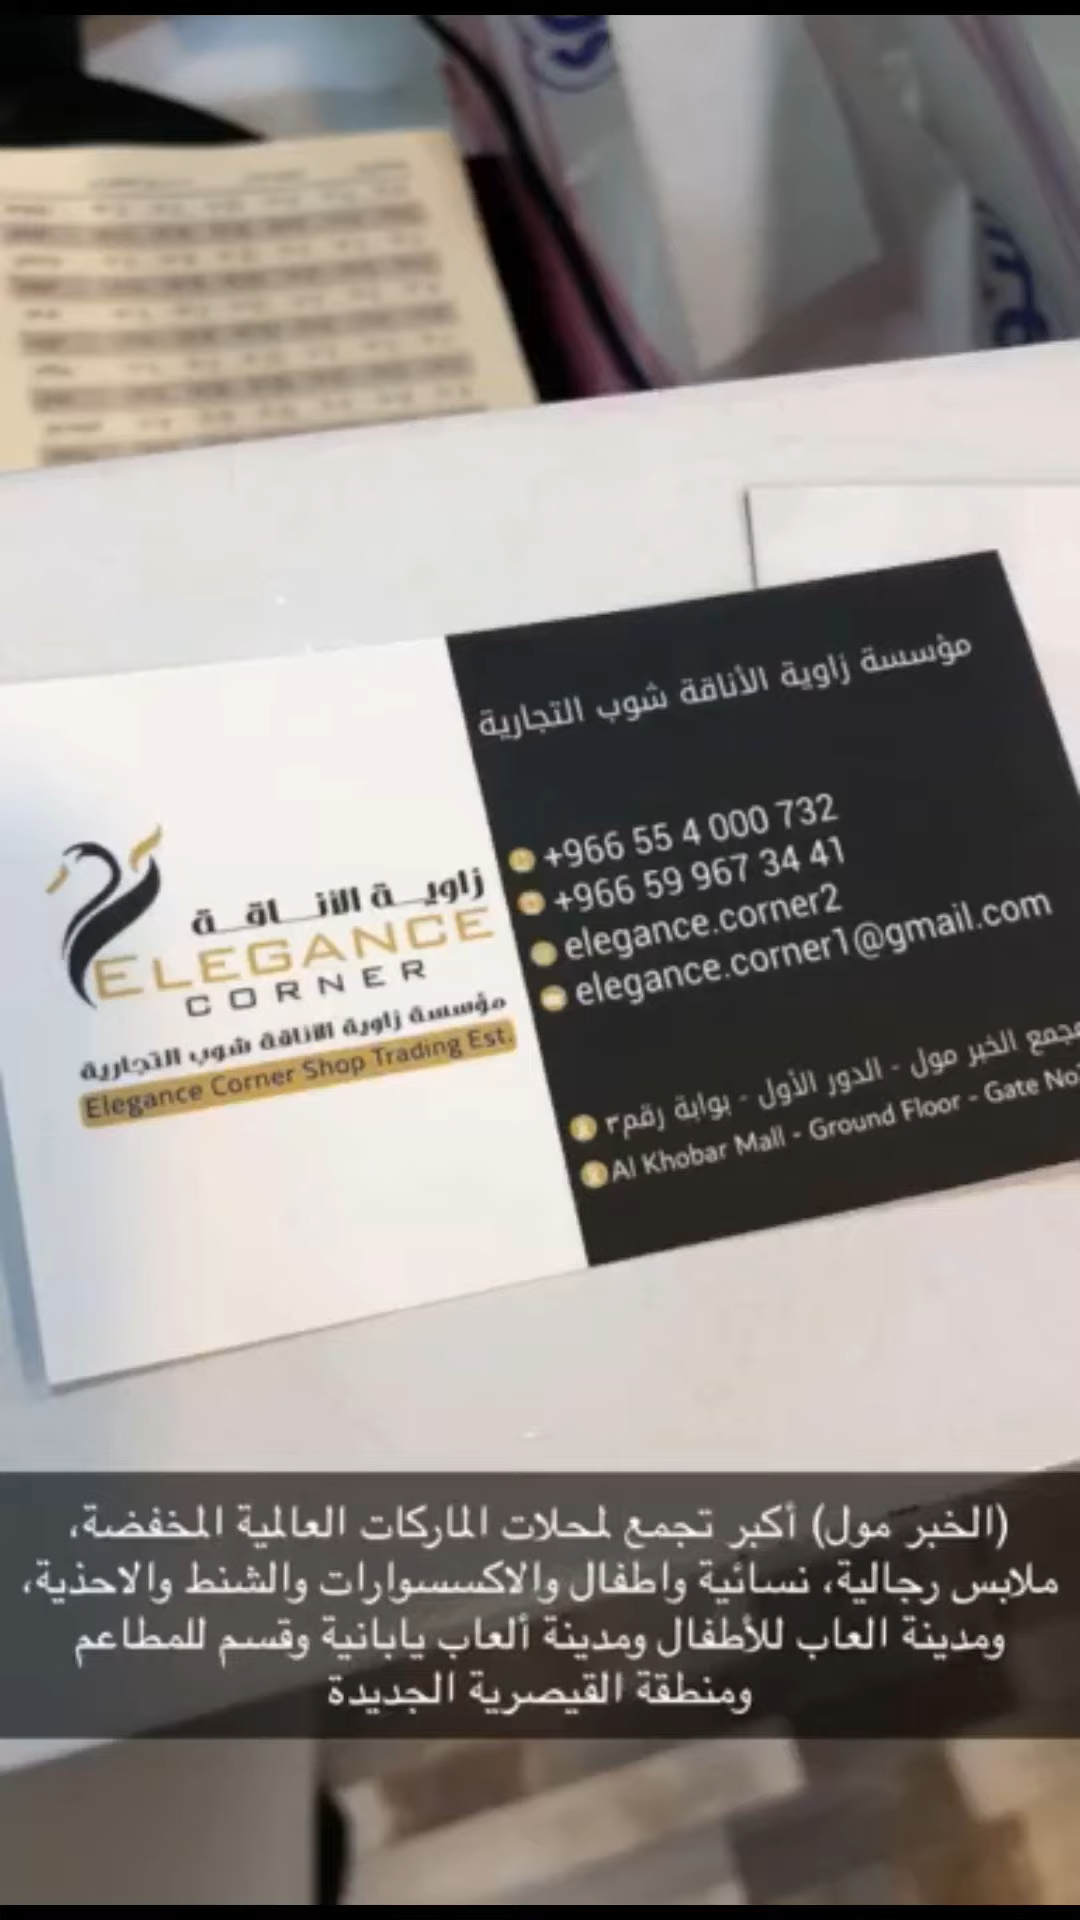 مؤسسة زاوية الأناقة شوب التجارية
+966 55 4 000 732
+966 59 967 34 41
elegance.corner2
elegance.corner1@gmail.com
مجمع الخبر مول - الدور الأول - بوابة رقم٣
Al Khobar Mall - Ground Floor - Gate No
زاويـة الأنـاقـة
ELEGANCE
CORNER
مؤسسة زاوية الاناقة شوب التجارية
Elegance Corner Shop Trading Est.
(الخبر مول) أكبر تجمع لمحلات الماركات العالمية المخفضة،
ملابس رجالية، نسائية واطفال والاكسسوارات والشنط والاحذية،
ومدينة العاب للأطفال ومدينة ألعاب يابانية وقسم للمطاعم
ومنطقة القيصرية الجديدة